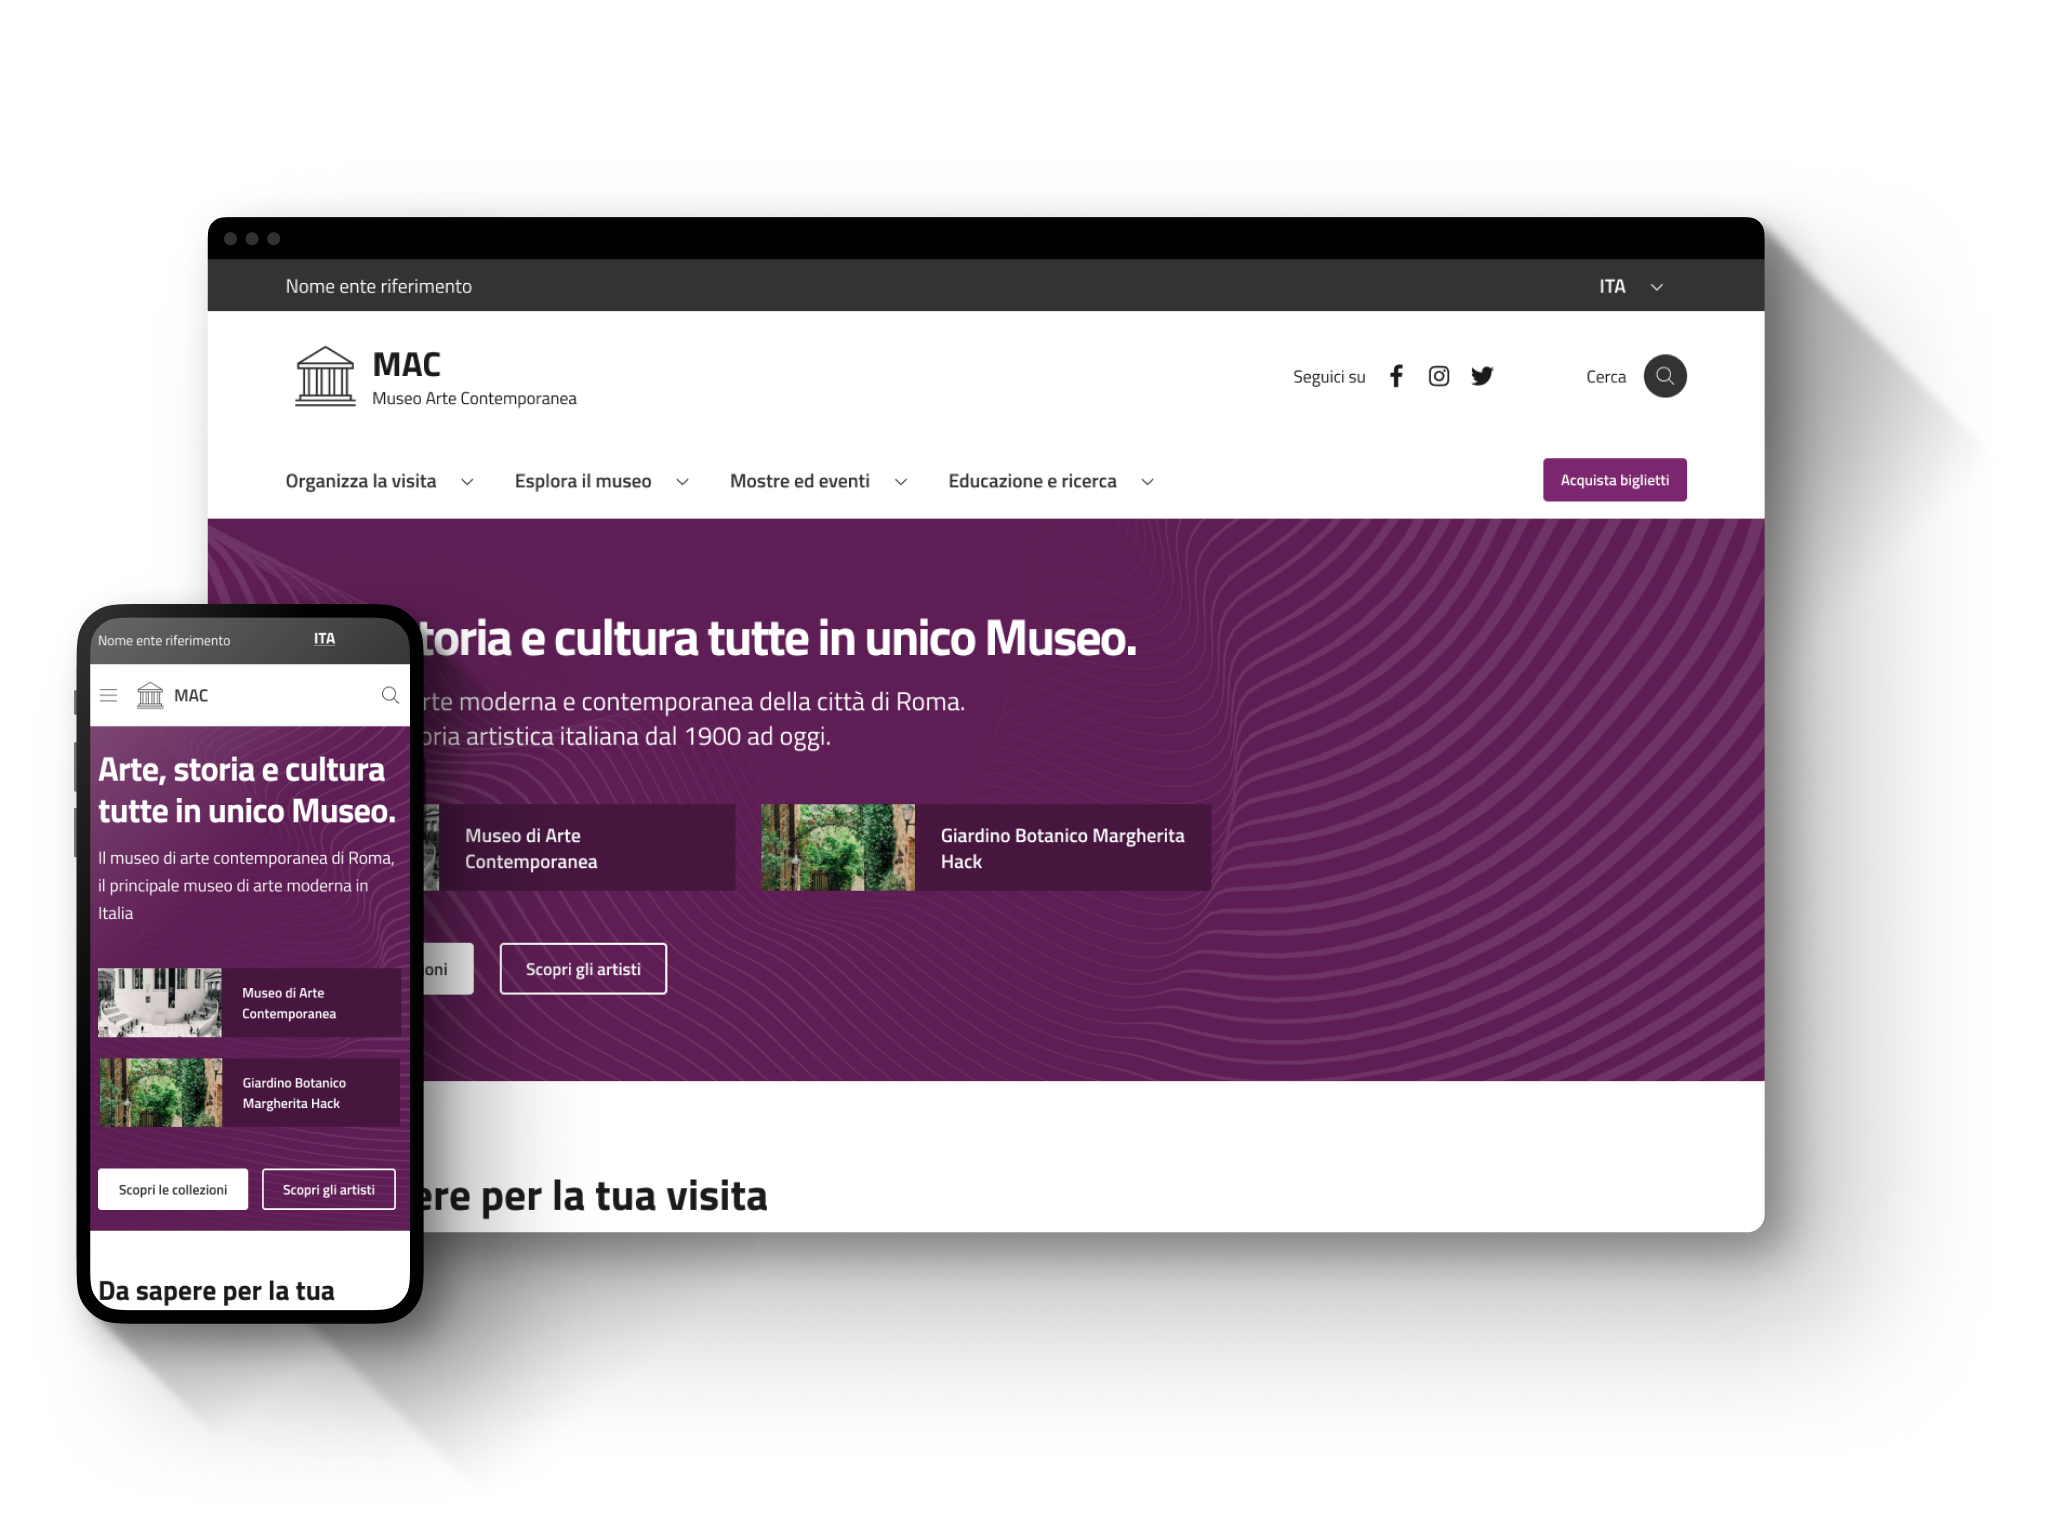 Nome ente riferimento
ITA
MAC
Museo Arte Contemporanea
Seguici su
Cerca
Organizza la visita
Esplora il museo
Mostre ed eventi
Educazione e ricerca
Acquista biglietti
toria e cultura tutte in unico Museo.
rte moderna e contemporanea della città di Roma.
oria artistica italiana dal 1900 ad oggi.
Museo di Arte
Contemporanea
Giardino Botanico Margherita
Hack
oni
Scopri gli artisti
ere per la tua visita
Nome ente riferimento
ITA
MAC
Arte, storia e cultura
tutte in unico Museo.
Il museo di arte contemporanea di Roma,
il principale museo di arte moderna in
Italia
Museo di Arte
Contemporanea
Giardino Botanico
Margherita Hack
Scopri le collezioni
Scopri gli artisti
Da sapere per la tua